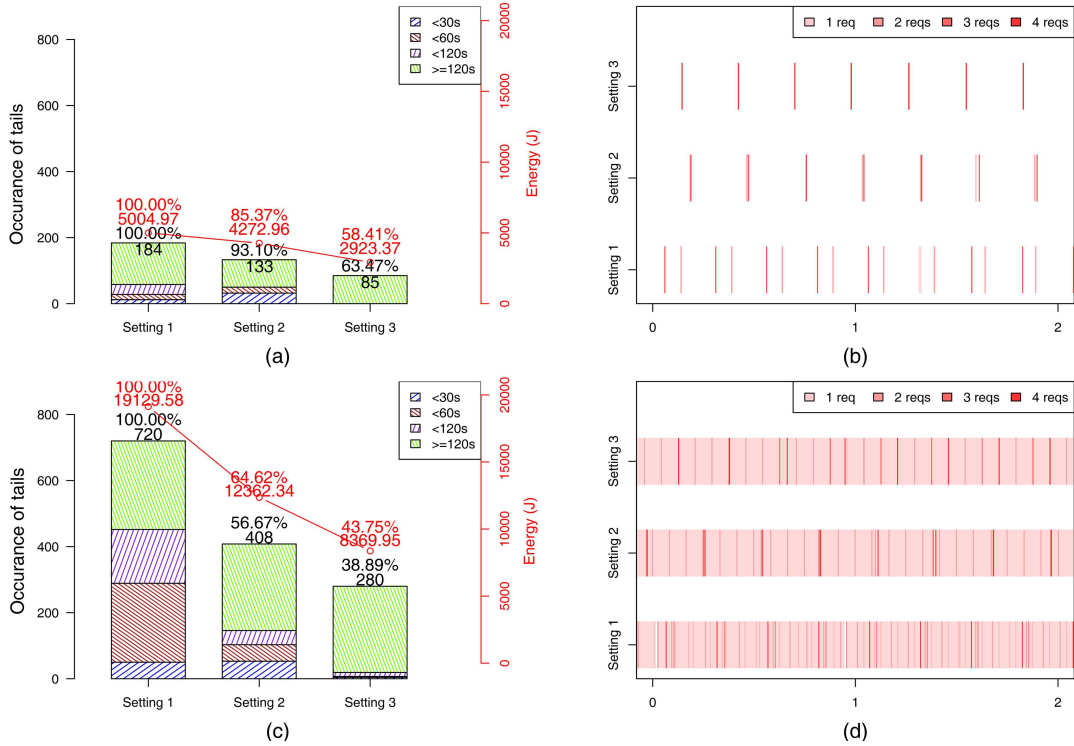 Occurance of tails
800
600
400
200
0
100.00%
5004.97
100.00%
184
85.37%
4272.96
93.10%
133
58.41%
2923.37
63.47%
85
Setting 1
Setting 2
Setting 3
<30s
<60s
<120s
>=120s
20000
15000
10000
5000
0
Energy (J)
(a)
1 req
2 reqs
3 reqs
4 reqs
Setting 3
Setting 2
Setting 1
0
1
2
(b)
Occurance of tails
800
600
400
200
0
100.00%
19129.58
100.00%
720
64.62%
12362.34
56.67%
408
43.75%
8369.95
38.89%
280
Setting 1
Setting 2
Setting 3
<30s
<60s
<120s
>=120s
20000
15000
10000
5000
0
Energy (J)
(c)
1 req
2 reqs
3 reqs
4 reqs
Setting 3
Setting 2
Setting 1
0
1
2
(d)